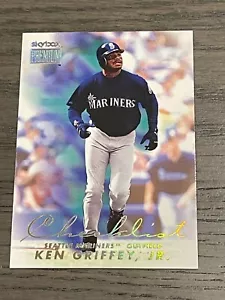 skybox
PREMIUM
MARINERS
Checklist
SEATTLE MARINERS™ OUTFIELD
KEN GRIFFEY, JR.